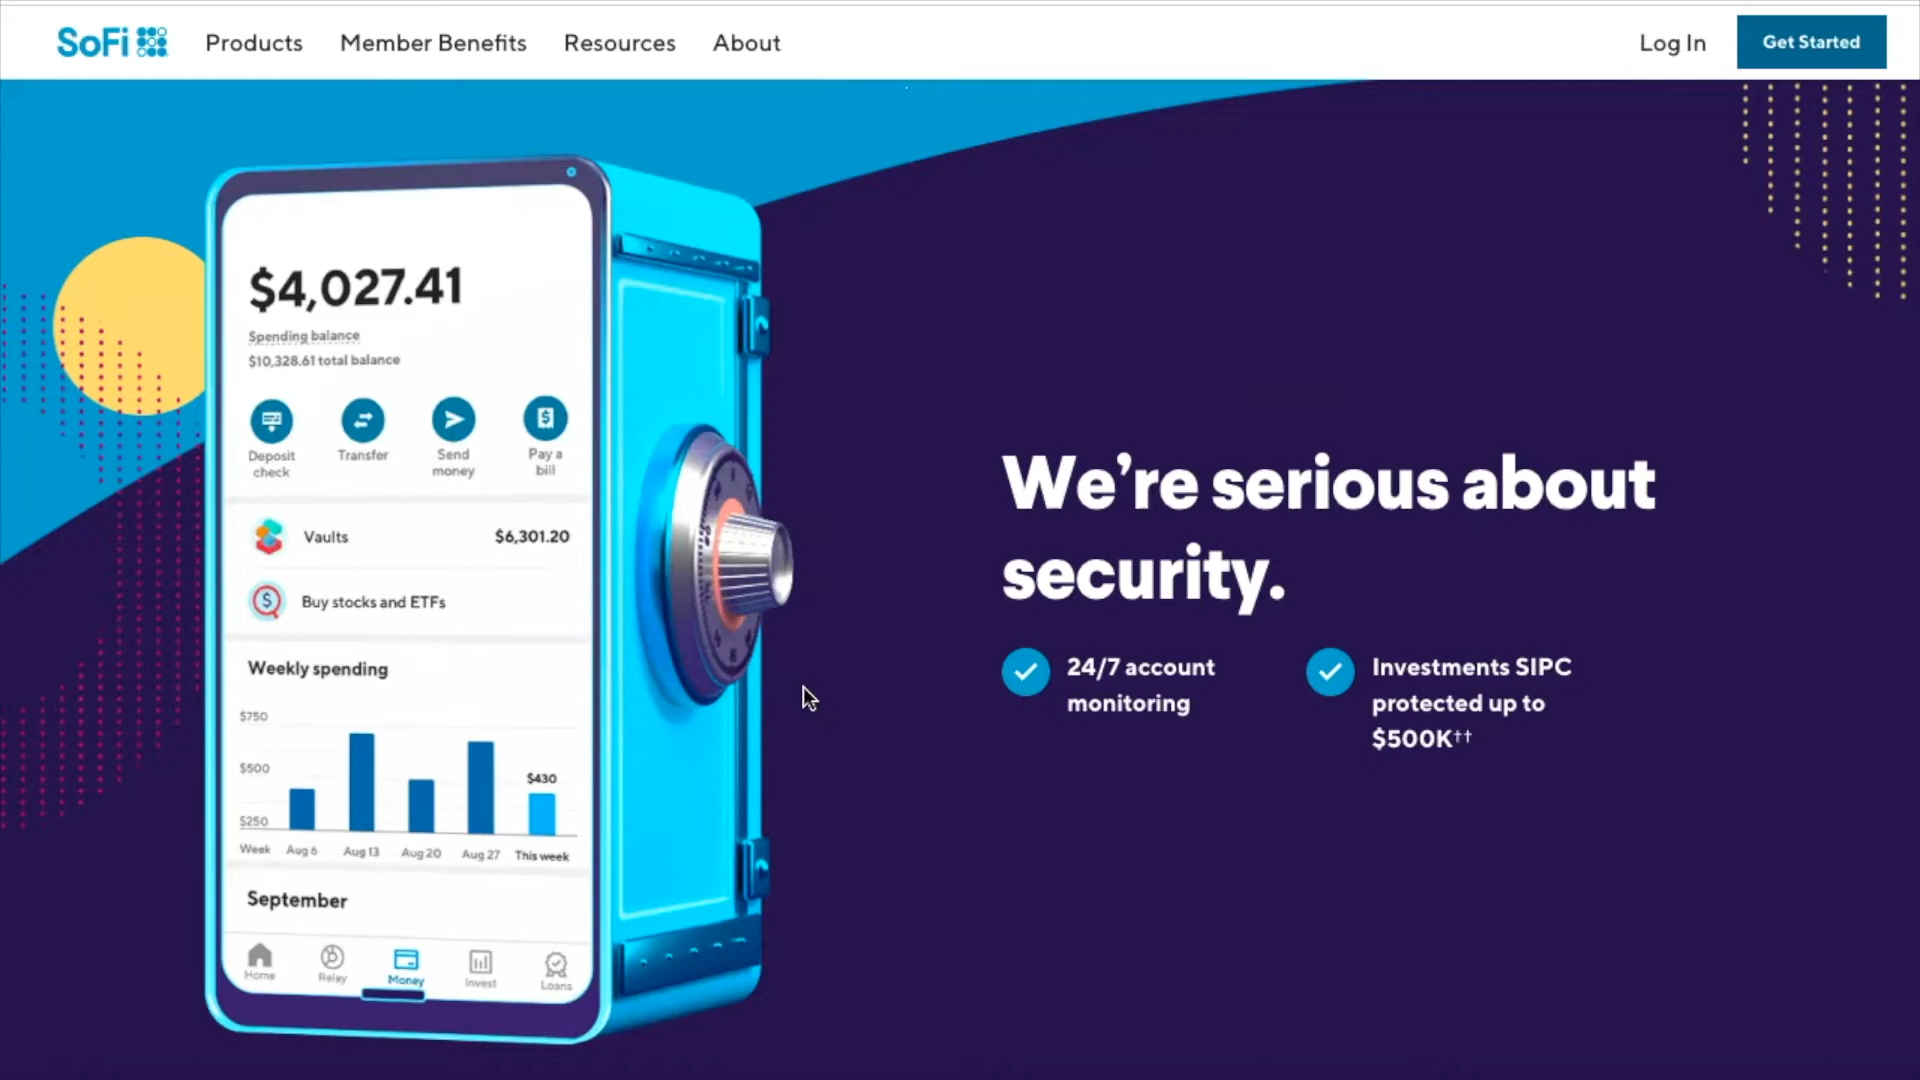 SoFi
Products
Member Benefits
Resources
About
Log In
Get Started
$4,027.41
Spending balance
$10,328.61 total balance
Deposit
check
Transfer
Send
money
Pay a
bill
Vaults
$6,301.20
Buy stocks and ETFs
Weekly spending
$750
$500
$250
$430
Week
Aug 6
Aug 13
Aug 20
Aug 27
This week
September
Home
Relay
Money
Invest
Loans
We're serious about
security.
24/7 account
monitoring
Investments SIPC
protected up to
$500K††